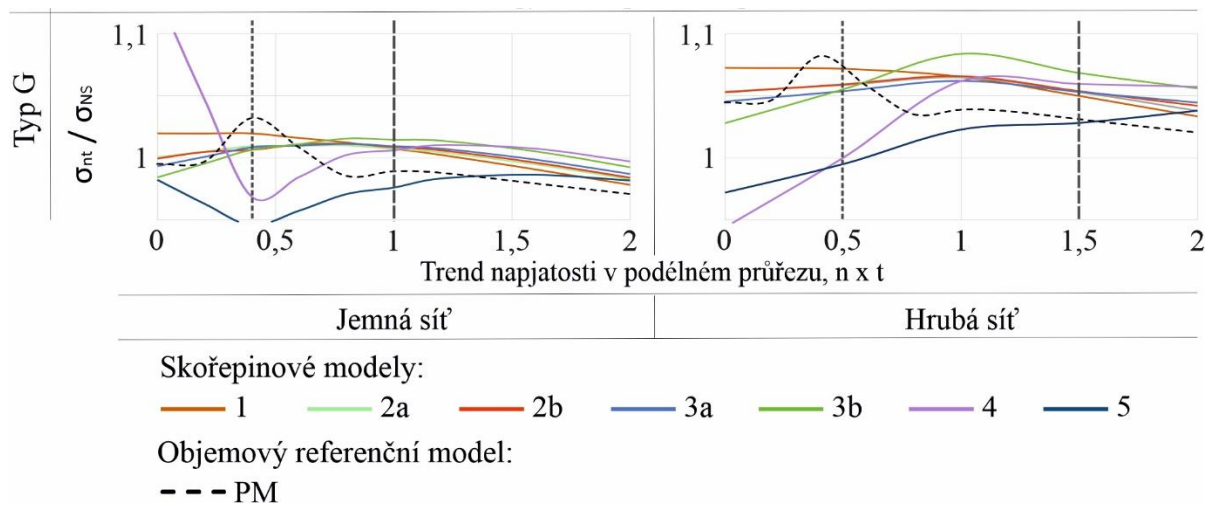 Typ G
σnt / σNS
1,1
1
0
0,5
1
1,5
2
1,1
1
0
0,5
1
1,5
2
Trend napjatosti v podélném průřezu, n x t
Jemná síť
Hrubá síť
Skořepinové modely:
1 2a 2b 3a 3b 4 5
Objemový referenční model:
PM